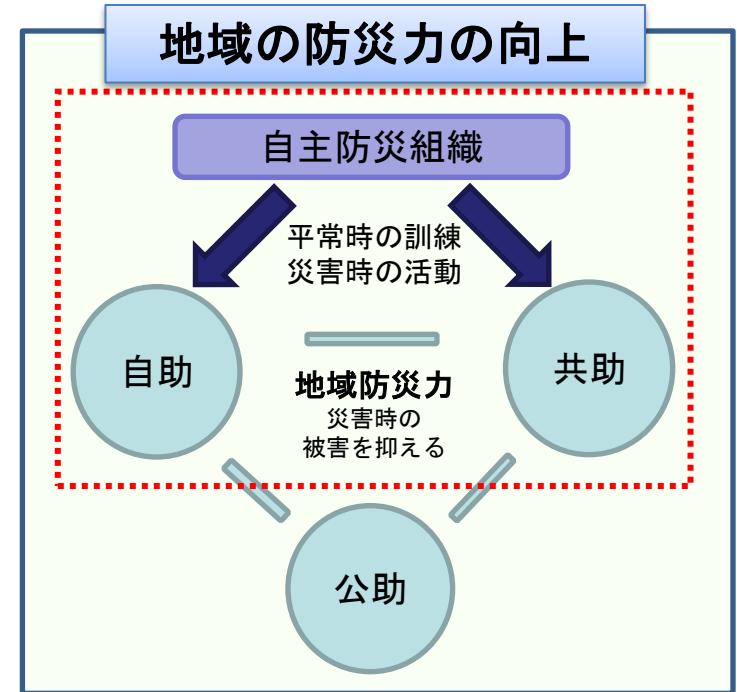 地域の防災力の向上
自主防災組織
平常時の訓練
災害時の活動
自助
共助
地域防災力
災害時の
被害を抑える
公助